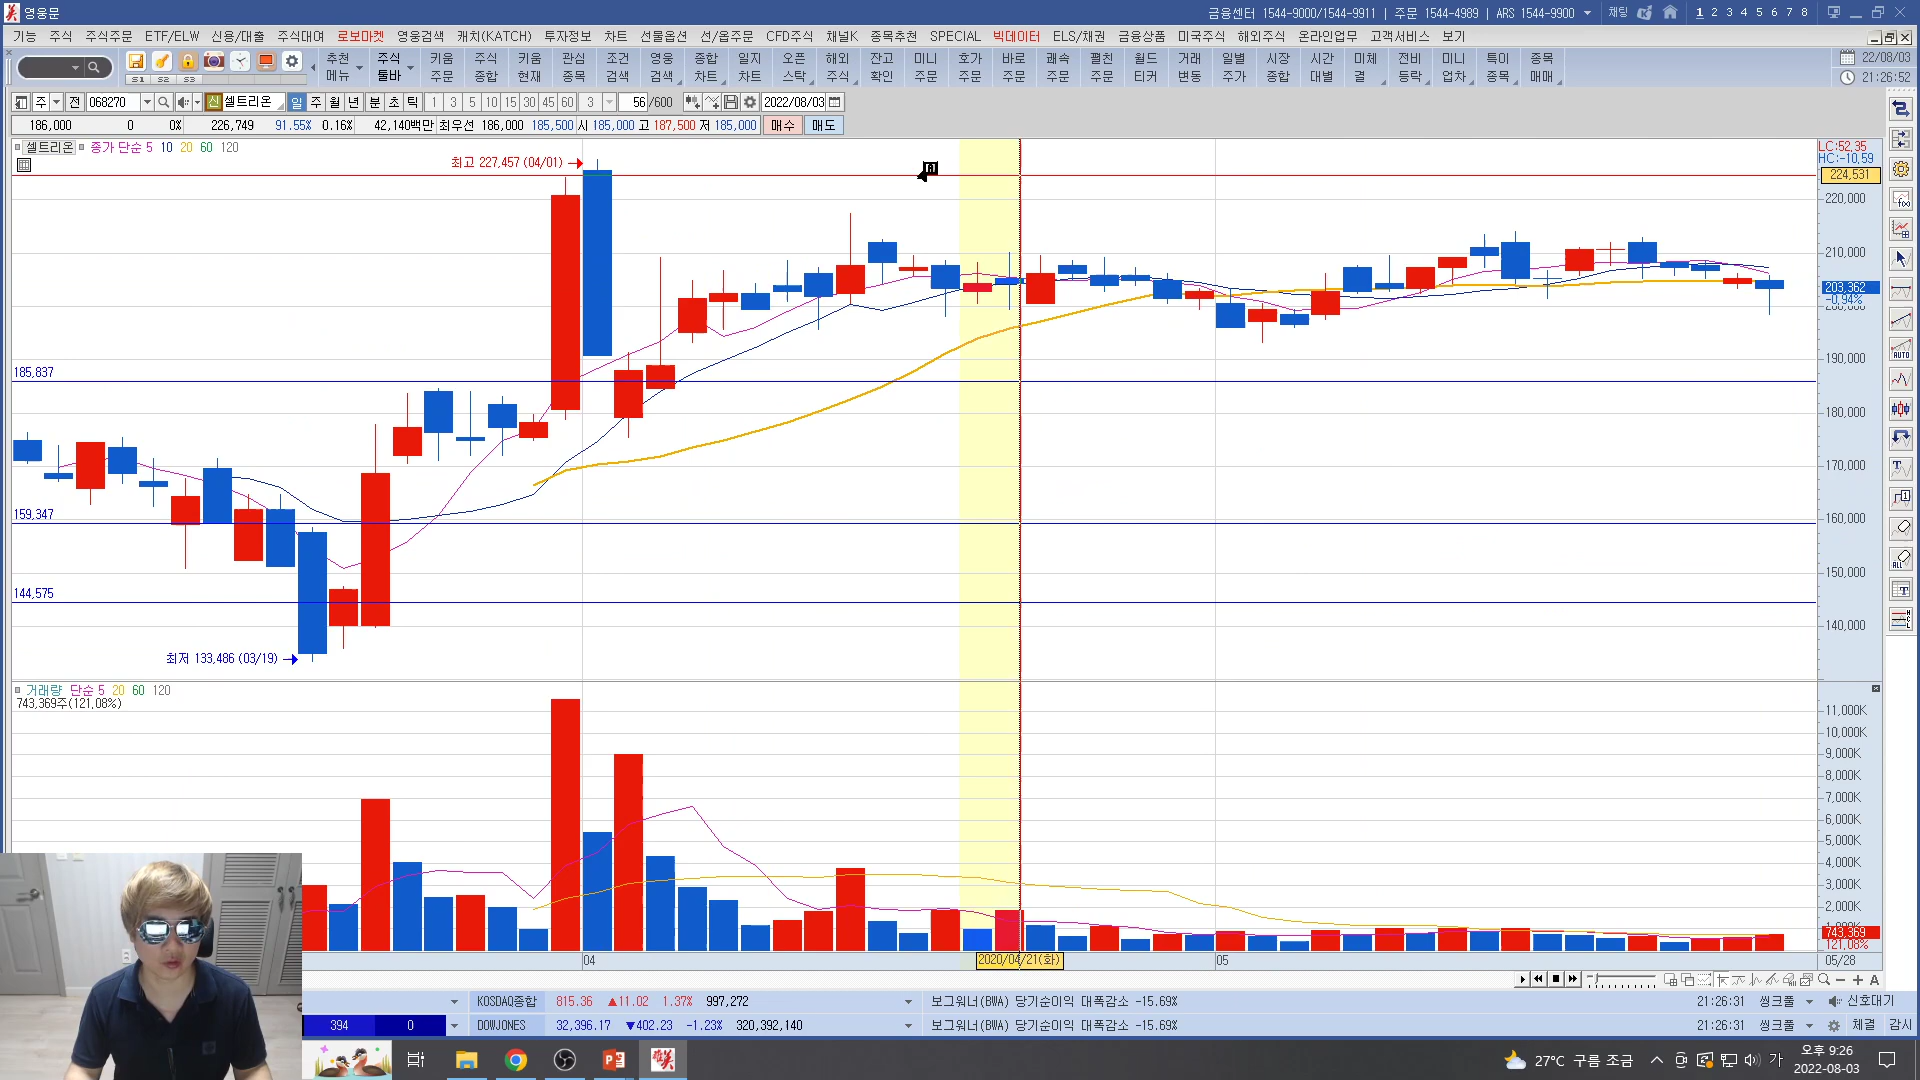 영웅문
금융센터 1544-9000/1544-9911 | 주문 1544-4989 | ARS 1544-9900 채팅 1 2 3 4 5 6 7 8
기능 주식 주식주문 ETF/ELW 신용/대출 주식대여 로보마켓 영웅검색 캐치(KATCH) 투자정보 차트 선물옵션 선/옵주문 CFD주식 채널K 종목추천 SPECIAL 빅데이터 ELS/채권 금융상품 미국주식 해외주식 온라인업무 고객서비스 보기
추천 주식 키움 주식 키움 관심 조건 영웅 종합 일지 오픈 해외 잔고 미니 호가 바로 쾌속 펼친 월드 거래 일별 시장 시간 미체 전비 미니 특이 종목 22/08/03
S1 S2 S3 메뉴 툴바 주문 종합 현재 종목 검색 검색 차트 차트 스탁 주식 확인 주문 주문 주문 주문 주문 티커 변동 주가 종합 대별 결 등락 업차 종목 매매 21:26:52
주 전 068270 신 셀트리온 일 주 월 년 분 초 틱 1 3 5 10 15 30 45 60 3 56 /600 2022/08/03
186,000 0 0% 226,749 91.55% 0.16% 42,140백만 최우선 186,000 185,500 시 185,000 고 187,500 저 185,000 매수 매도
셀트리온 종가 단순 5 10 20 60 120
LC:52.35
HC:-10.59
최고 227,457 (04/01)
224,531
220,000
210,000
203,362
-0.94%
200,000
190,000
185,837
180,000
170,000
159,347
160,000
150,000
144,575
140,000
최저 133,486 (03/19)
거래량 단순 5 20 60 120
743,369주(121.08%)
11,000K
10,000K
9,000K
8,000K
7,000K
6,000K
5,000K
4,000K
3,000K
2,000K
743,369
121.08%
04 2020/04/21(화) 05 05/28
A
KOSDAQ종합 815.36 ▲11.02 1.37% 997,272 보그워너(BWA) 당기순이익 대폭감소 -15.69% 21:26:31 씽크풀 신호대기
394 0 DOWJONES 32,396.17 ▼402.23 -1.23% 320,392,140 보그워너(BWA) 당기순이익 대폭감소 -15.69% 21:26:31 씽크풀 체결 감시
27°C 구름 조금 가 오후 9:26
2022-08-03